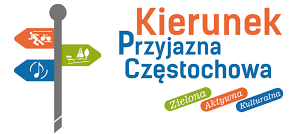 Kierunek
Przyjazna
Częstochowa
Zielona
Aktywna
Kulturalna